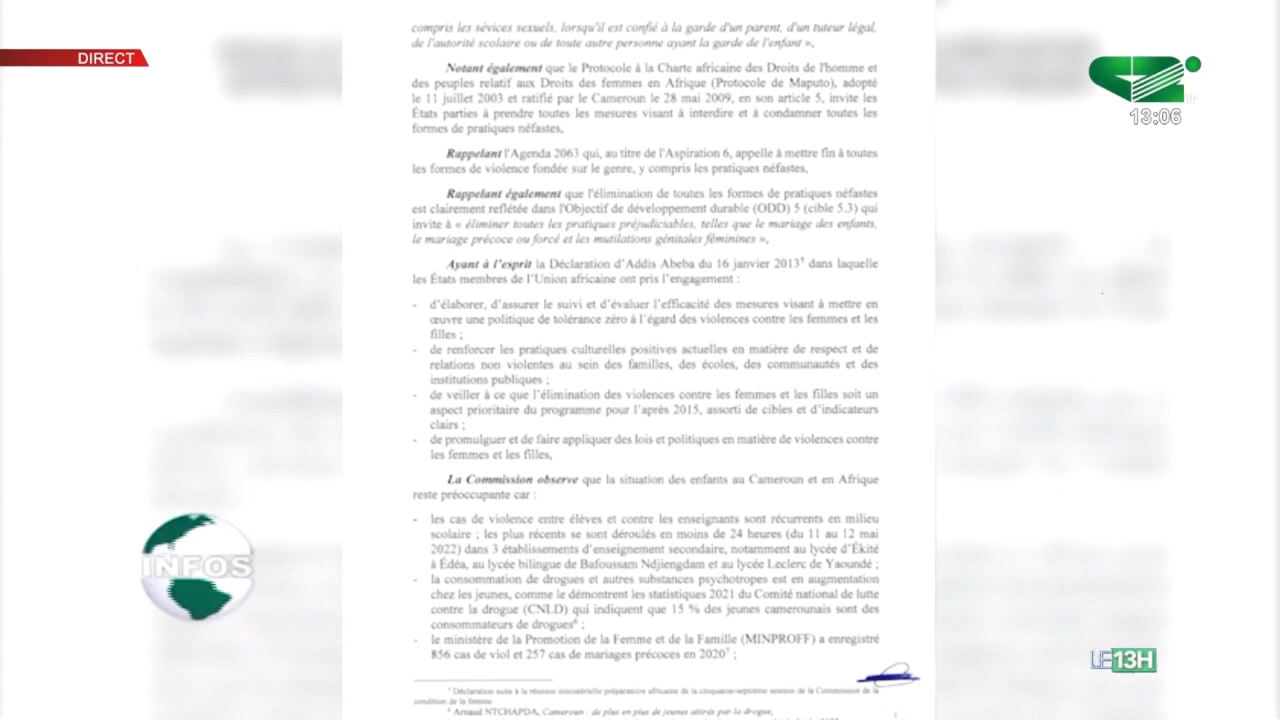 compris les sévices sexuels, lorsqu'il est confié à la garde d'un parent, d'un tuteur légal,
de l'autorité scolaire ou de toute autre personne ayant la garde de l'enfant »,
DIRECT
Notant également que le Protocole à la Charte africaine des Droits de l'homme et
des peuples relatif aux Droits des femmes en Afrique (Protocole de Maputo), adopté
le 11 juillet 2003 et ratifié par le Cameroun le 28 mai 2009, en son article 5, invite les
États parties à prendre toutes les mesures visant à interdire et à condamner toutes les
formes de pratiques néfastes,
13:06
Rappelant l'Agenda 2063 qui, au titre de l'Aspiration 6, appelle à mettre fin à toutes
les formes de violence fondée sur le genre, y compris les pratiques néfastes,
Rappelant également que l'élimination de toutes les formes de pratiques néfastes
est clairement reflétée dans l'Objectif de développement durable (ODD) 5 (cible 5.3) qui
invite à « éliminer toutes les pratiques préjudiciables, telles que le mariage des enfants,
le mariage précoce ou forcé et les mutilations génitales féminines »,
Ayant à l'esprit la Déclaration d'Addis Abeba du 16 janvier 2013⁵ dans laquelle
les États membres de l'Union africaine ont pris l'engagement :
- d'élaborer, d'assurer le suivi et d'évaluer l'efficacité des mesures visant à mettre en
œuvre une politique de tolérance zéro à l'égard des violences contre les femmes et les
filles ;
- de renforcer les pratiques culturelles positives actuelles en matière de respect et de
relations non violentes au sein des familles, des écoles, des communautés et des
institutions publiques ;
- de veiller à ce que l'élimination des violences contre les femmes et les filles soit un
aspect prioritaire du programme pour l'après 2015, assorti de cibles et d'indicateurs
clairs ;
- de promulguer et de faire appliquer des lois et politiques en matière de violences contre
les femmes et les filles,
La Commission observe que la situation des enfants au Cameroun et en Afrique
reste préoccupante car :
- les cas de violence entre élèves et contre les enseignants sont récurrents en milieu
scolaire ; les plus récents se sont déroulés en moins de 24 heures (du 11 au 12 mai
2022) dans 3 établissements d'enseignement secondaire, notamment au lycée d'Ékité
à Édéa, au lycée bilingue de Bafoussam Ndjiengdam et au lycée Leclerc de Yaoundé ;
- la consommation de drogues et autres substances psychotropes est en augmentation
chez les jeunes, comme le démontrent les statistiques 2021 du Comité national de lutte
contre la drogue (CNLD) qui indiquent que 15 % des jeunes camerounais sont des
consommateurs de drogues⁶ ;
- le ministère de la Promotion de la Femme et de la Famille (MINPROFF) a enregistré
856 cas de viol et 257 cas de mariages précoces en 2020⁷ ;
INFOS
LE13H
⁵ Déclaration suite à la réunion ministérielle préparatoire africaine de la cinquante-septième session de la Commission de la
condition de la femme.
⁶ Arnaud NTCHAPDA, Cameroun : de plus en plus de jeunes attirés par la drogue,